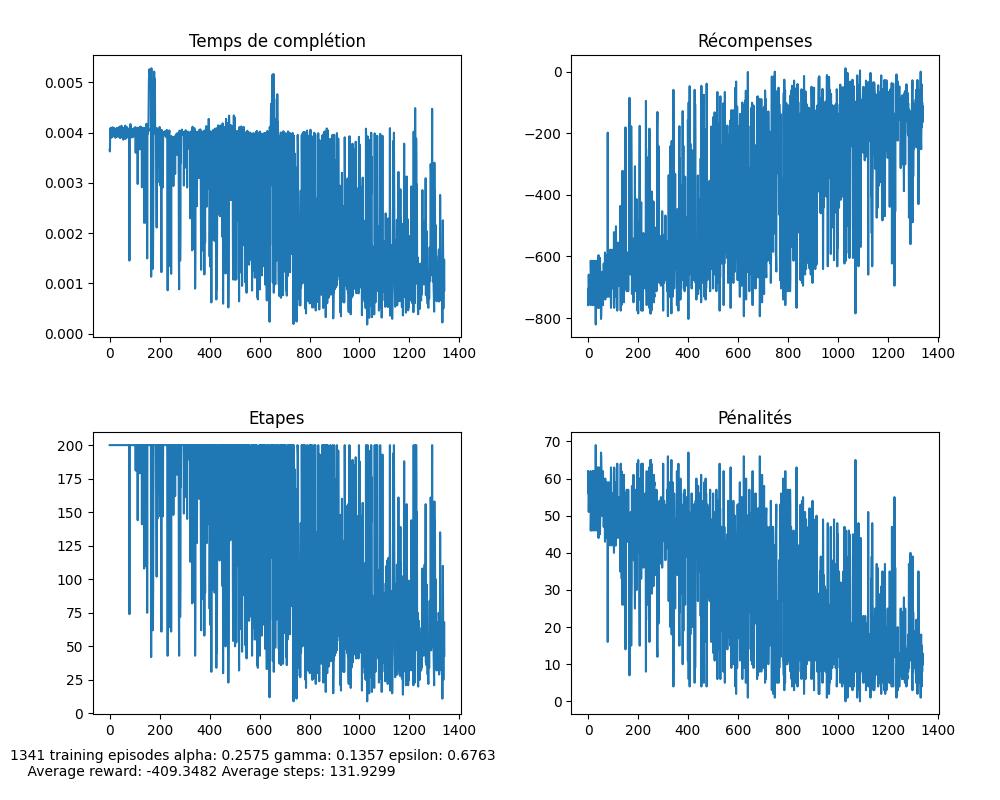 Temps de complétion
0.005
0.004
0.003
0.002
0.001
0.000
0 200 400 600 800 1000 1200 1400
Récompenses
0
−200
−400
−600
−800
0 200 400 600 800 1000 1200 1400
Etapes
200
175
150
125
100
75
50
25
0
0 200 400 600 800 1000 1200 1400
Pénalités
70
60
50
40
30
20
10
0
0 200 400 600 800 1000 1200 1400
1341 training episodes alpha: 0.2575 gamma: 0.1357 epsilon: 0.6763
Average reward: -409.3482 Average steps: 131.9299